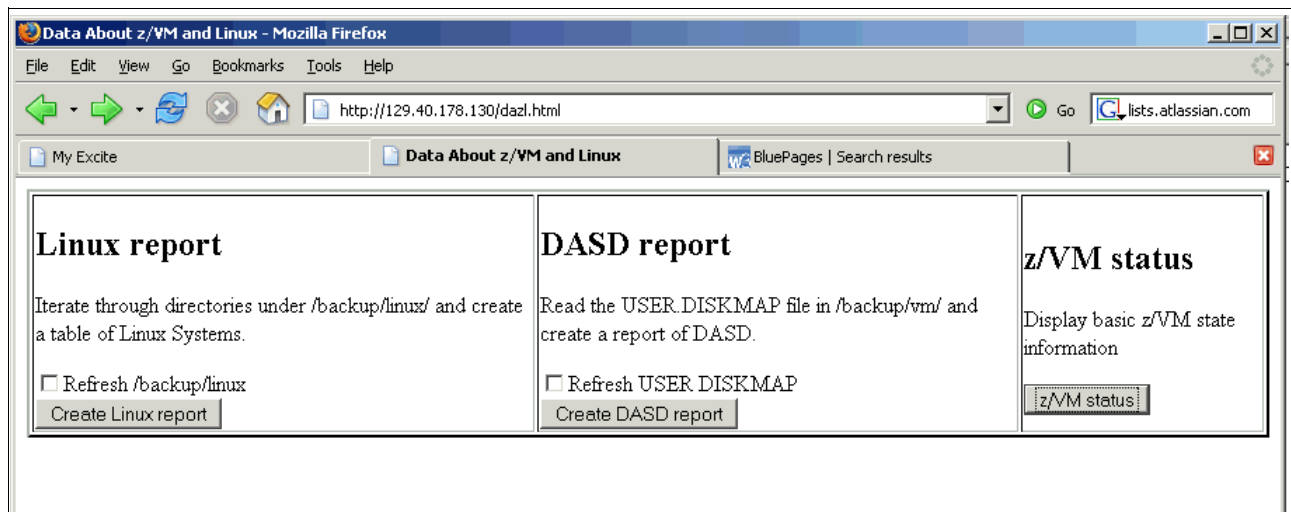 Data About z/VM and Linux - Mozilla Firefox
File Edit View Go Bookmarks Tools Help
http://129.40.178.130/dazl.html Go G lists.atlassian.com
My Excite Data About z/VM and Linux BluePages | Search results
Linux report
Iterate through directories under /backup/linux/ and create
a table of Linux Systems.
Refresh /backup/linux
Create Linux report
DASD report
Read the USER.DISKMAP file in /backup/vm/ and
create a report of DASD.
Refresh USER DISKMAP
Create DASD report
z/VM status
Display basic z/VM state
information
z/VM status